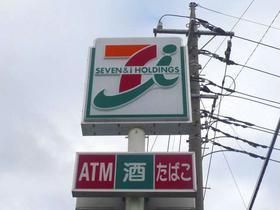 SEVEN & i HOLDINGS
ATM 酒 たばこ